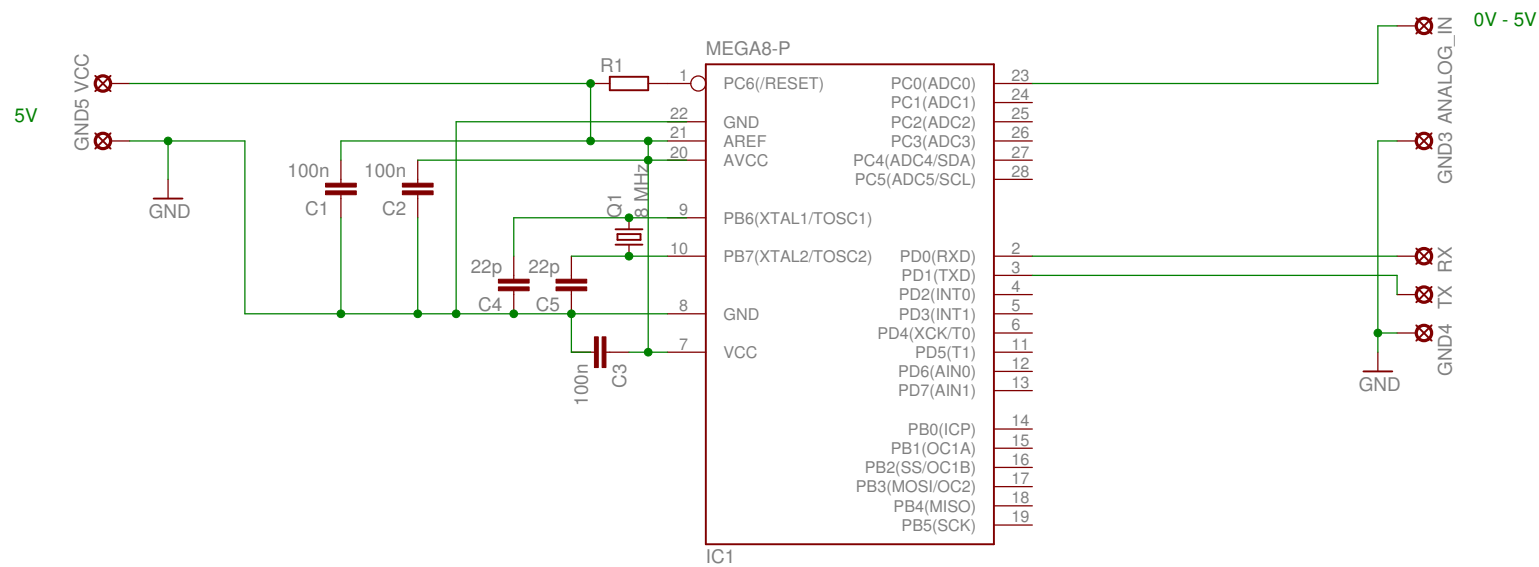 0V - 5V
ANALOG_IN
MEGA8-P
VCC
R1
1
PC6(/RESET)
PC0(ADC0)
23
PC1(ADC1)
24
5V
GND5
22
GND
PC2(ADC2)
25
21
AREF
PC3(ADC3)
26
GND3
20
AVCC
PC4(ADC4/SDA)
27
PC5(ADC5/SCL)
28
100n
C1
100n
C2
GND
Q1
8 MHz
9
PB6(XTAL1/TOSC1)
10
PB7(XTAL2/TOSC2)
PD0(RXD)
2
RX
PD1(TXD)
3
TX
22p
C4
22p
C5
PD2(INT0)
4
8
GND
PD3(INT1)
5
PD4(XCK/T0)
6
GND4
7
VCC
PD5(T1)
11
100n
C3
PD6(AIN0)
12
PD7(AIN1)
13
GND
PB0(ICP)
14
PB1(OC1A)
15
PB2(SS/OC1B)
16
PB3(MOSI/OC2)
17
PB4(MISO)
18
PB5(SCK)
19
IC1